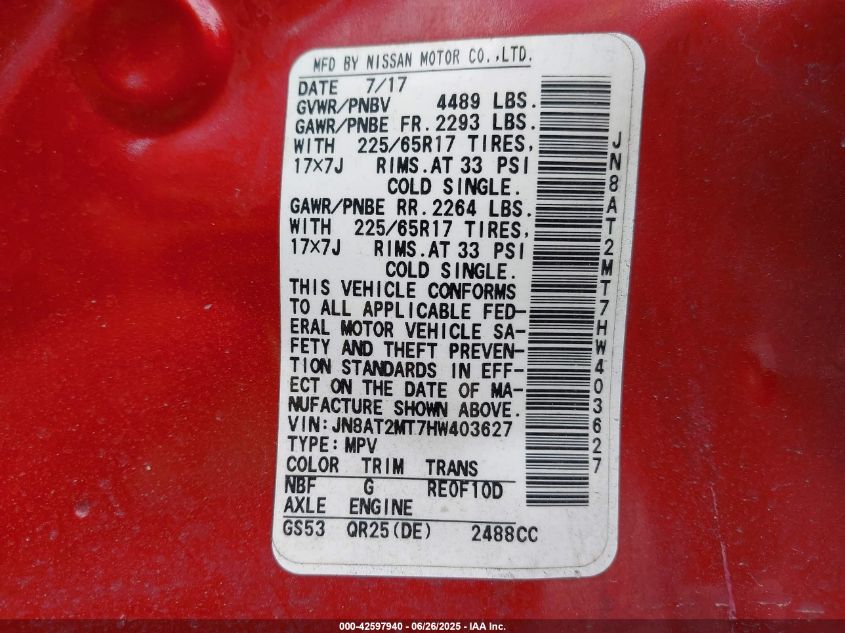 MFD BY NISSAN MOTOR CO.,LTD.
DATE 7/17
GVWR/PNBV 4489 LBS.
GAWR/PNBE FR. 2293 LBS.
WITH 225/65R17 TIRES,
17×7J RIMS.AT 33 PSI
COLD SINGLE.
GAWR/PNBE RR. 2264 LBS.
WITH 225/65R17 TIRES,
17×7J RIMS.AT 33 PSI
COLD SINGLE.
THIS VEHICLE CONFORMS
TO ALL APPLICABLE FED-
ERAL MOTOR VEHICLE SA-
FETY AND THEFT PREVEN-
TION STANDARDS IN EFF-
ECT ON THE DATE OF MA-
NUFACTURE SHOWN ABOVE.
VIN:JN8AT2MT7HW403627
TYPE:MPV
COLOR TRIM TRANS
NBF G RE0F10D
AXLE ENGINE
GS53 QR25(DE) 2488CC
JN8AT2MT7HW403627
000-42597940 - 06/26/2025 - IAA Inc.